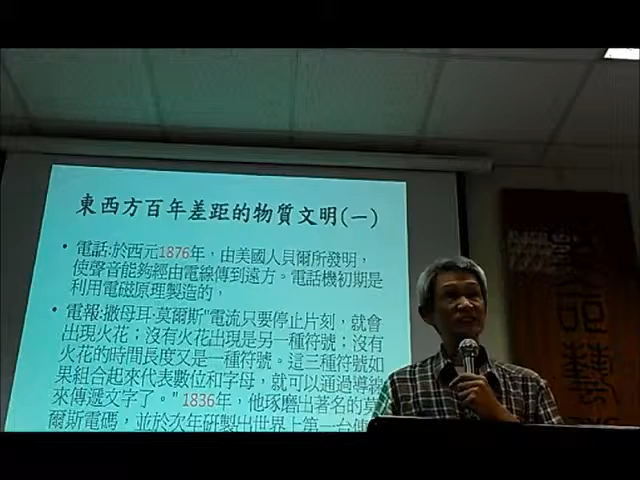 東西方百年差距的物質文明(一)
• 電話:於西元1876年，由美國人貝爾所發明，
使聲音能夠經由電線傳到遠方。電話機初期是
利用電磁原理製造的,
• 電報:撒母耳·莫爾斯"電流只要停止片刻，就會
出現火花；沒有火花出現是另一種符號；沒有
火花的時間長度又是一種符號。這三種符號如
果組合起來代表數位和字母，就可以通過導線
來傳遞文字了。"1836年，他琢磨出著名的莫
爾斯電碼，並於次年研製出世界上第一台傳
藝